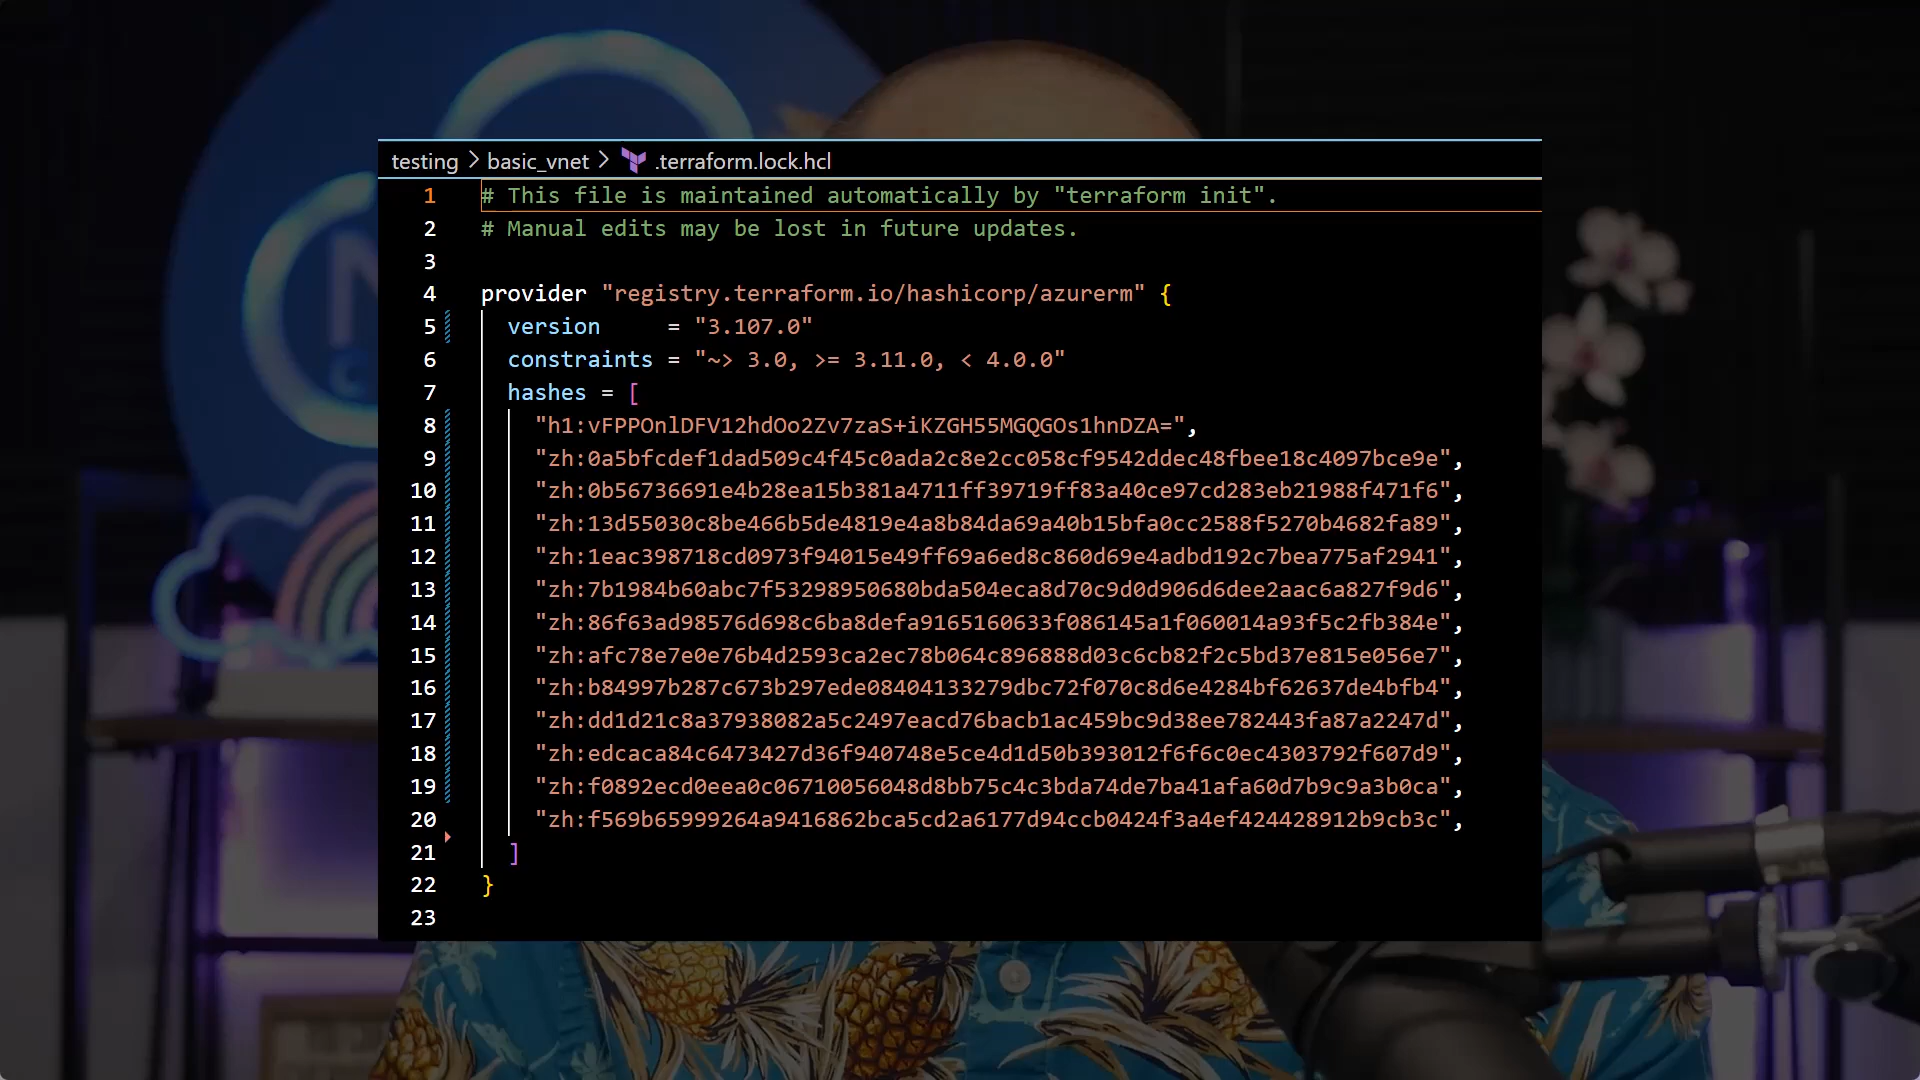 testing > basic_vnet > .terraform.lock.hcl
1 # This file is maintained automatically by "terraform init".
2 # Manual edits may be lost in future updates.
3
4 provider "registry.terraform.io/hashicorp/azurerm" {
5 version     = "3.107.0"
6 constraints = "~> 3.0, >= 3.11.0, < 4.0.0"
7 hashes = [
8 "h1:vFPPOnlDFV12hdOo2Zv7zaS+iKZGH55MGQGOs1hnDZA=",
9 "zh:0a5bfcdef1dad509c4f45c0ada2c8e2cc058cf9542ddec48fbee18c4097bce9e",
10 "zh:0b56736691e4b28ea15b381a4711ff39719ff83a40ce97cd283eb21988f471f6",
11 "zh:13d55030c8be466b5de4819e4a8b84da69a40b15bfa0cc2588f5270b4682fa89",
12 "zh:1eac398718cd0973f94015e49ff69a6ed8c860d69e4adbd192c7bea775af2941",
13 "zh:7b1984b60abc7f53298950680bda504eca8d70c9d0d906d6dee2aac6a827f9d6",
14 "zh:86f63ad98576d698c6ba8defa9165160633f086145a1f060014a93f5c2fb384e",
15 "zh:afc78e7e0e76b4d2593ca2ec78b064c896888d03c6cb82f2c5bd37e815e056e7",
16 "zh:b84997b287c673b297ede08404133279dbc72f070c8d6e4284bf62637de4bfb4",
17 "zh:dd1d21c8a37938082a5c2497eacd76bacb1ac459bc9d38ee782443fa87a2247d",
18 "zh:edcaca84c6473427d36f940748e5ce4d1d50b393012f6f6c0ec4303792f607d9",
19 "zh:f0892ecd0eea0c06710056048d8bb75c4c3bda74de7ba41afa60d7b9c9a3b0ca",
20 "zh:f569b65999264a9416862bca5cd2a6177d94ccb0424f3a4ef424428912b9cb3c",
21 ]
22 }
23